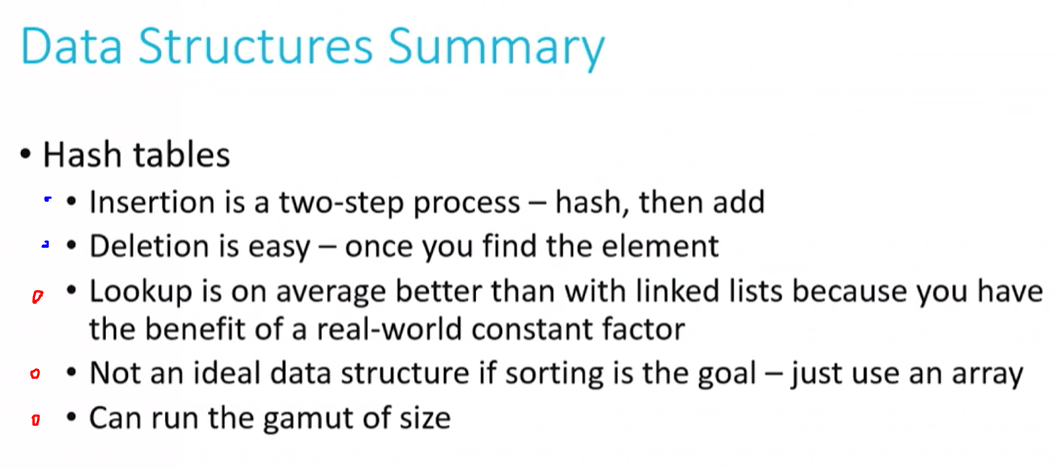 Data Structures Summary
• Hash tables
• Insertion is a two-step process – hash, then add
• Deletion is easy – once you find the element
• Lookup is on average better than with linked lists because you have
the benefit of a real-world constant factor
• Not an ideal data structure if sorting is the goal – just use an array
• Can run the gamut of size